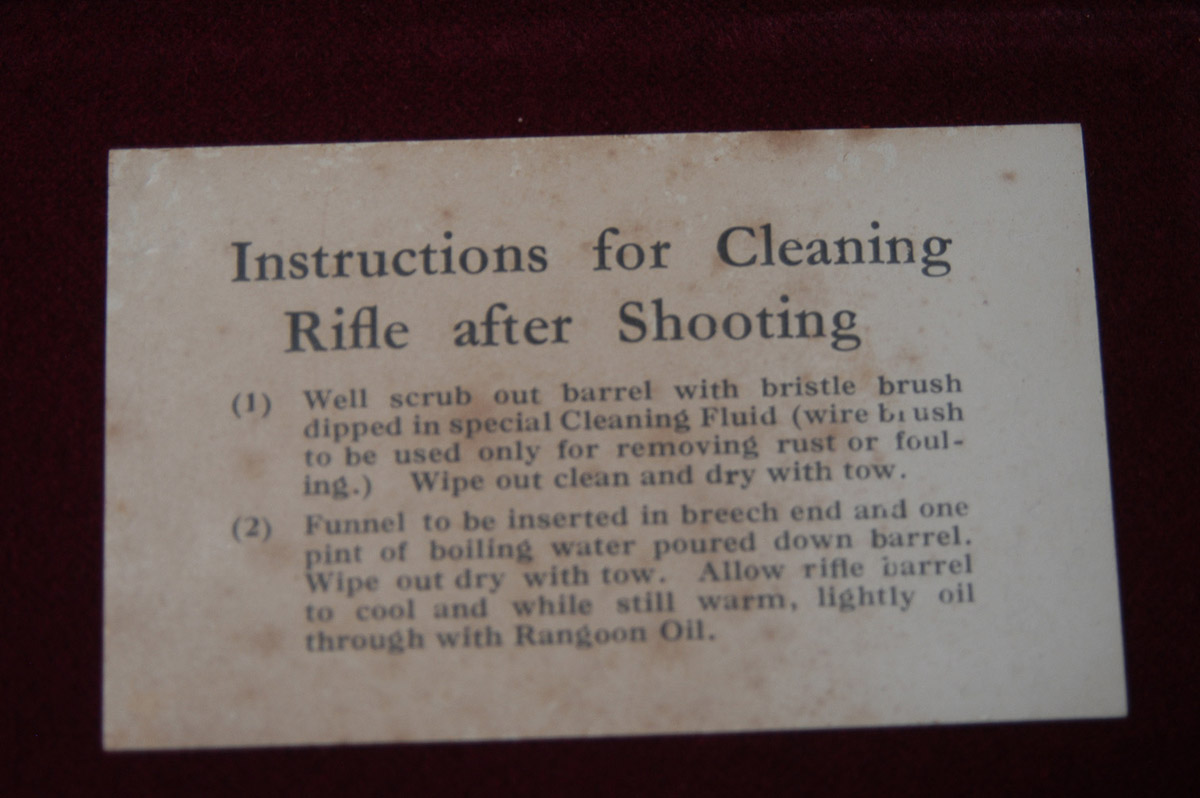 Instructions for Cleaning
Rifle after Shooting
(1) Well scrub out barrel with bristle brush
dipped in special Cleaning Fluid (wire brush
to be used only for removing rust or foul-
ing.) Wipe out clean and dry with tow.
(2) Funnel to be inserted in breech end and one
pint of boiling water poured down barrel.
Wipe out dry with tow. Allow rifle barrel
to cool and while still warm, lightly oil
through with Rangoon Oil.